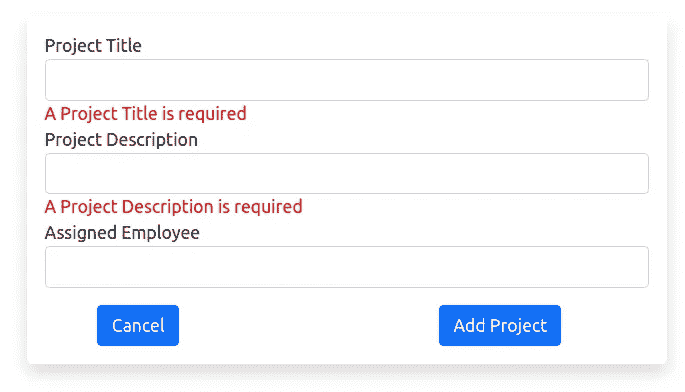 Project Title
A Project Title is required
Project Description
A Project Description is required
Assigned Employee
Cancel Add Project